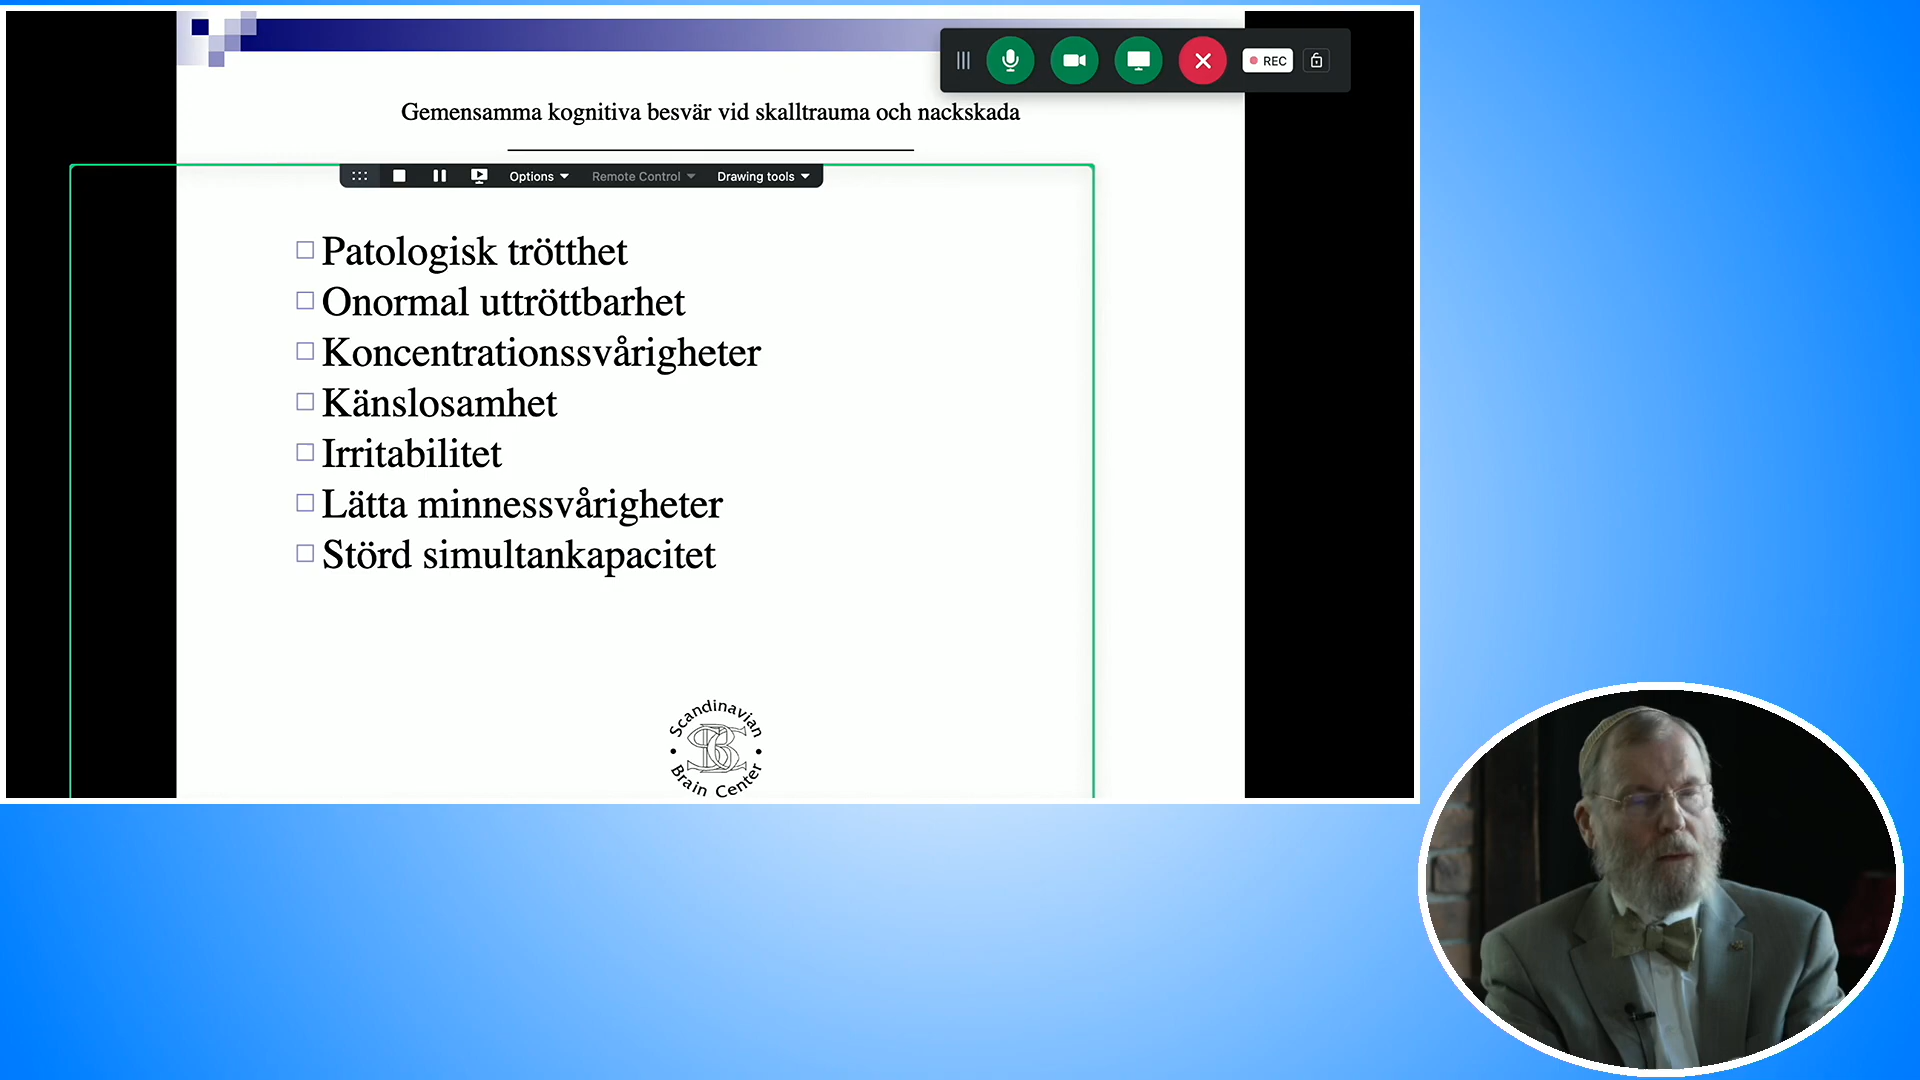 REC
Gemensamma kognitiva besvär vid skalltrauma och nackskada
Options Remote Control Drawing tools
Patologisk trötthet
Onormal uttröttbarhet
Koncentrationssvårigheter
Känslosamhet
Irritabilitet
Lätta minnessvårigheter
Störd simultankapacitet
Scandinavian
SBC
Brain Center